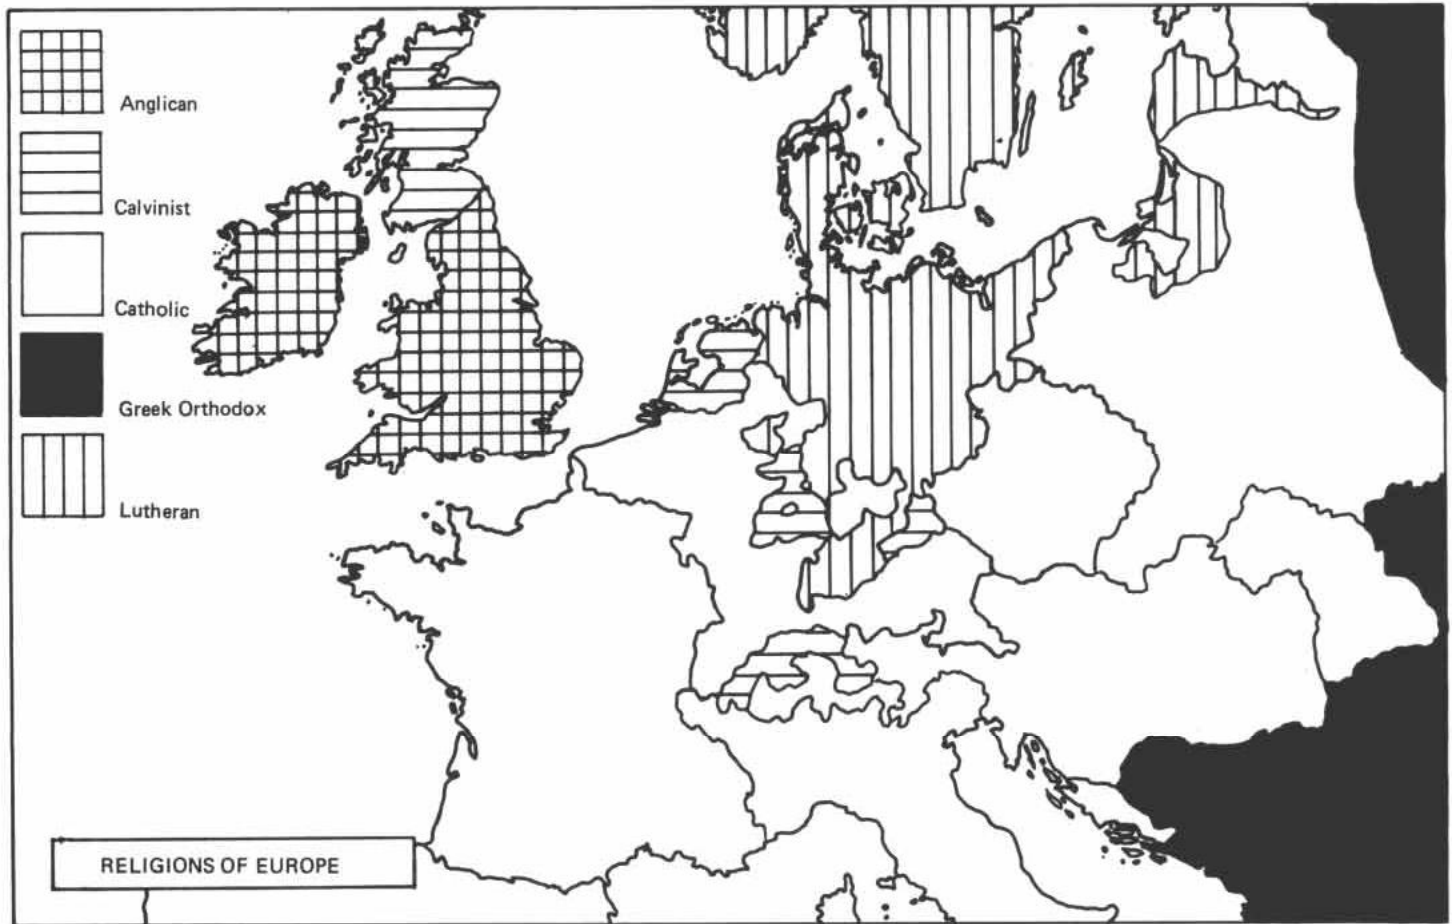 Anglican
Calvinist
Catholic
Greek Orthodox
Lutheran
RELIGIONS OF EUROPE